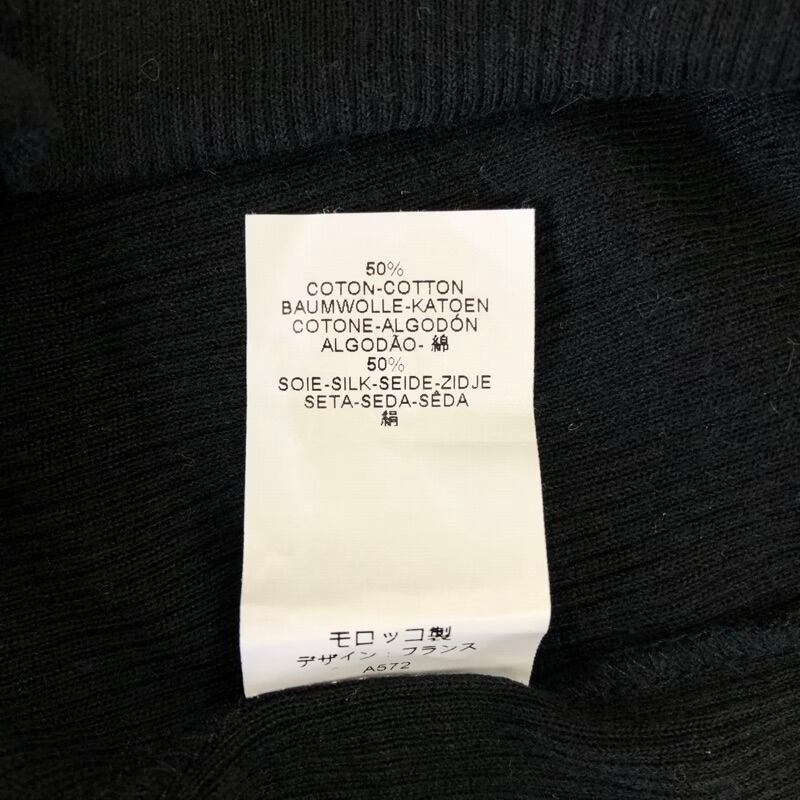 50%
COTON-COTTON
BAUMWOLLE-KATOEN
COTONE-ALGODÓN
ALGODÃO- 綿
50%
SOIE-SILK-SEIDE-ZIDJE
SETA-SEDA-SÊDA
絹
モロッコ製
デザイン：フランス
A572